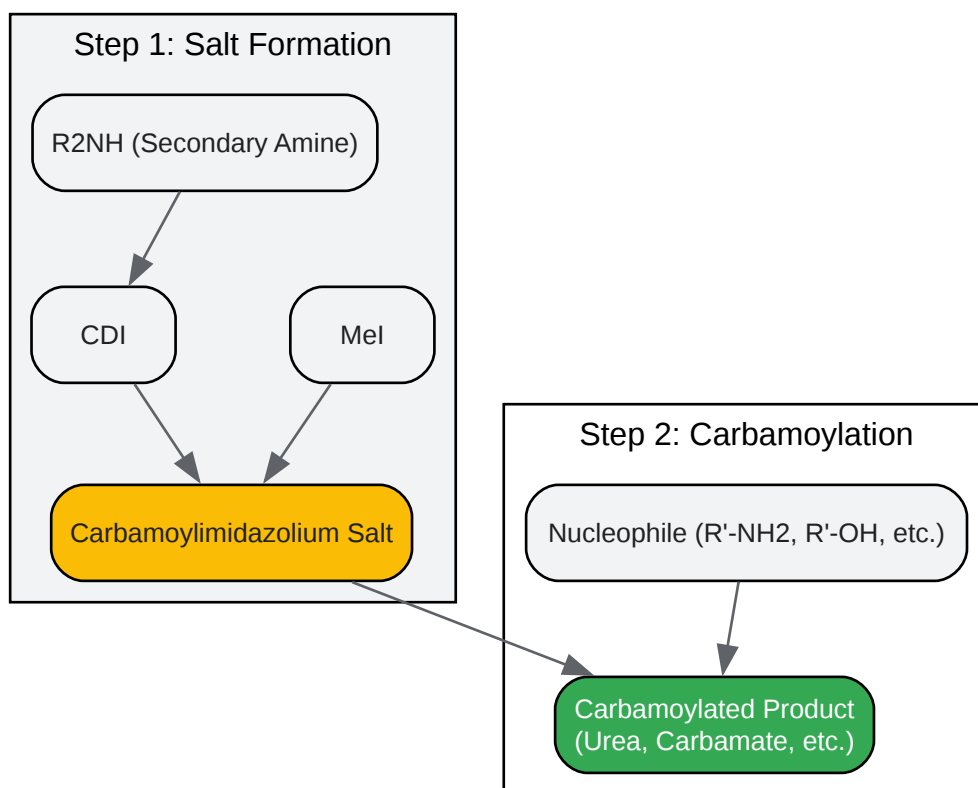 Step 1: Salt Formation
R2NH (Secondary Amine)
CDI
MeI
Carbamoylimidazolium Salt
Step 2: Carbamoylation
Nucleophile (R'-NH2, R'-OH, etc.)
Carbamoylated Product
(Urea, Carbamate, etc.)